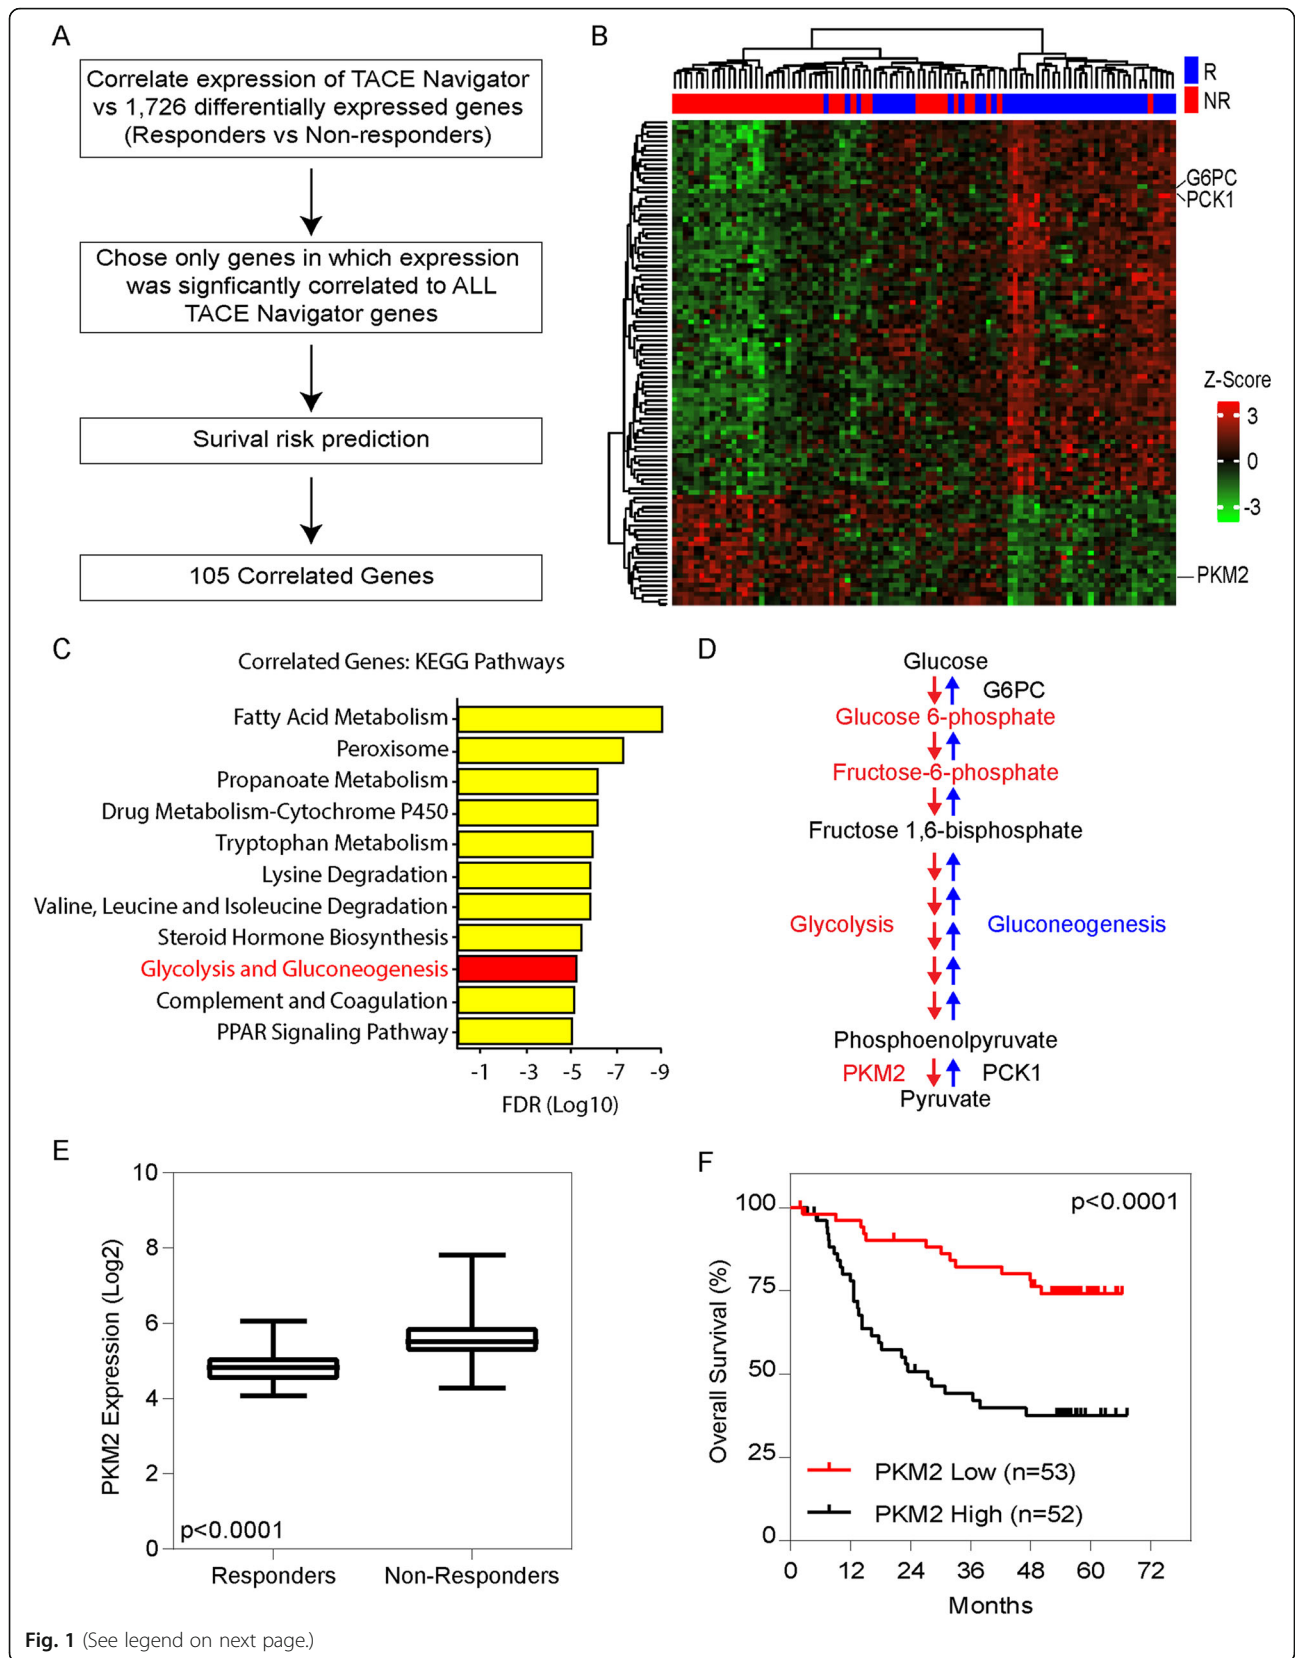 A
Correlate expression of TACE Navigator
vs 1,726 differentially expressed genes
(Responders vs Non-responders)
Chose only genes in which expression
was signficantly correlated to ALL
TACE Navigator genes
Surival risk prediction
105 Correlated Genes
B
R
NR
G6PC
PCK1
Z-Score
3
0
-3
PKM2
C
Correlated Genes: KEGG Pathways
Fatty Acid Metabolism
Peroxisome
Propanoate Metabolism
Drug Metabolism-Cytochrome P450
Tryptophan Metabolism
Lysine Degradation
Valine, Leucine and Isoleucine Degradation
Steroid Hormone Biosynthesis
Glycolysis and Gluconeogenesis
Complement and Coagulation
PPAR Signaling Pathway
-1 -3 -5 -7 -9
FDR (Log10)
D
Glucose
G6PC
Glucose 6-phosphate
Fructose-6-phosphate
Fructose 1,6-bisphosphate
Glycolysis Gluconeogenesis
Phosphoenolpyruvate
PKM2 PCK1
Pyruvate
E
PKM2 Expression (Log2)
10
8
6
4
2
0
p<0.0001
Responders Non-Responders
F
Overall Survival (%)
100
75
50
25
0
p<0.0001
PKM2 Low (n=53)
PKM2 High (n=52)
0 12 24 36 48 60 72
Months
Fig. 1 (See legend on next page.)